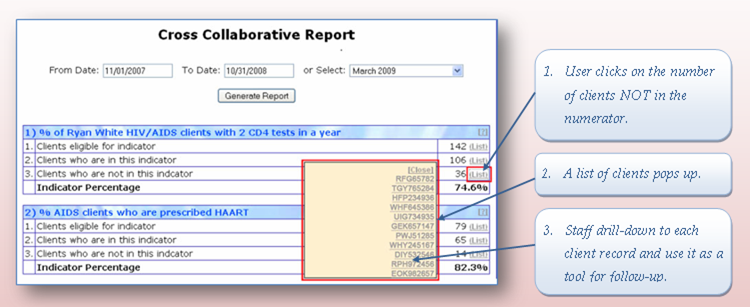 Cross Collaborative Report
From Date: 11/01/2007 To Date: 10/31/2008 or Select: March 2009
Generate Report
1) % of Ryan White HIV/AIDS clients with 2 CD4 tests in a year [?]
1. Clients eligible for indicator 142 (List)
2. Clients who are in this indicator 106 (List)
3. Clients who are not in this indicator 36 (List)
Indicator Percentage 74.6%
[Close]
RFG65782
TGY765284
HFP234936
WHF645386
UIG734935
GEK657147
PWJ51285
WHY245167
DIY532546
RPH972456
EOK982657
2) % AIDS clients who are prescribed HAART [?]
1. Clients eligible for indicator 79 (List)
2. Clients who are in this indicator 65 (List)
3. Clients who are not in this indicator 14 (List)
Indicator Percentage 82.3%
1. User clicks on the number
of clients NOT in the
numerator.
2. A list of clients pops up.
3. Staff drill-down to each
client record and use it as a
tool for follow-up.